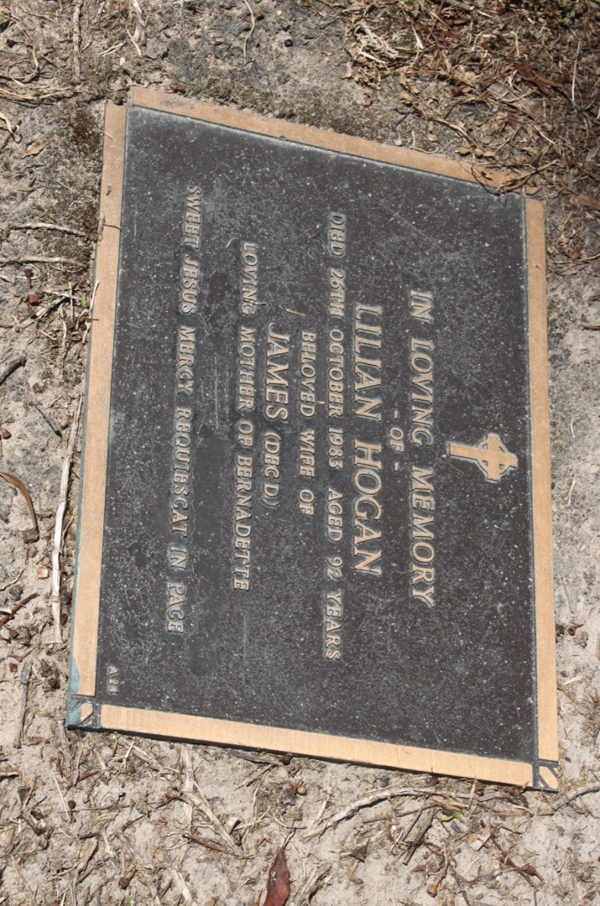 IN LOVING MEMORY
- OF -
LILIAN HOGAN
DIED 26TH OCTOBER 1983 AGED 92 YEARS
BELOVED WIFE OF
JAMES (DEC'D)
LOVING MOTHER OF BERNADETTE
SWEET JESUS MERCY REQUIESCAT IN PACE